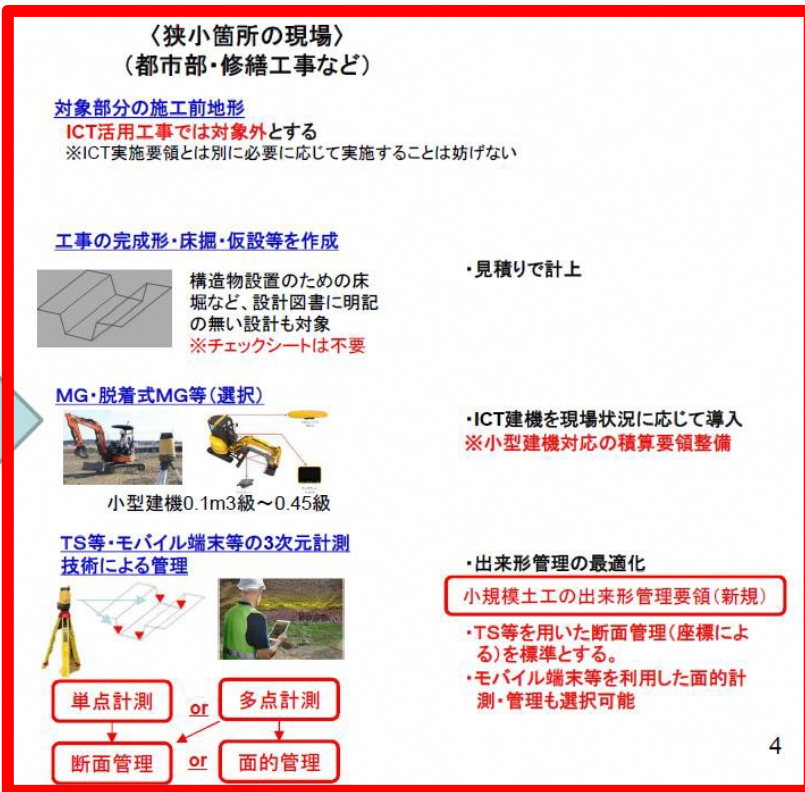 〈狭小箇所の現場〉
（都市部・修繕工事など）
対象部分の施工前地形
ICT活用工事では対象外とする
※ICT実施要領とは別に必要に応じて実施することは妨げない
工事の完成形・床掘・仮設等を作成
構造物設置のための床
堀など、設計図書に明記
の無い設計も対象
※チェックシートは不要
・見積りで計上
MG・脱着式MG等（選択）
小型建機0.1m3級～0.45級
・ICT建機を現場状況に応じて導入
※小型建機対応の積算要領整備
TS等・モバイル端末等の3次元計測
技術による管理
単点計測
or
多点計測
断面管理
or
面的管理
・出来形管理の最適化
小規模土工の出来形管理要領（新規）
・TS等を用いた断面管理（座標によ
る）を標準とする。
・モバイル端末等を利用した面的計
測・管理も選択可能
4